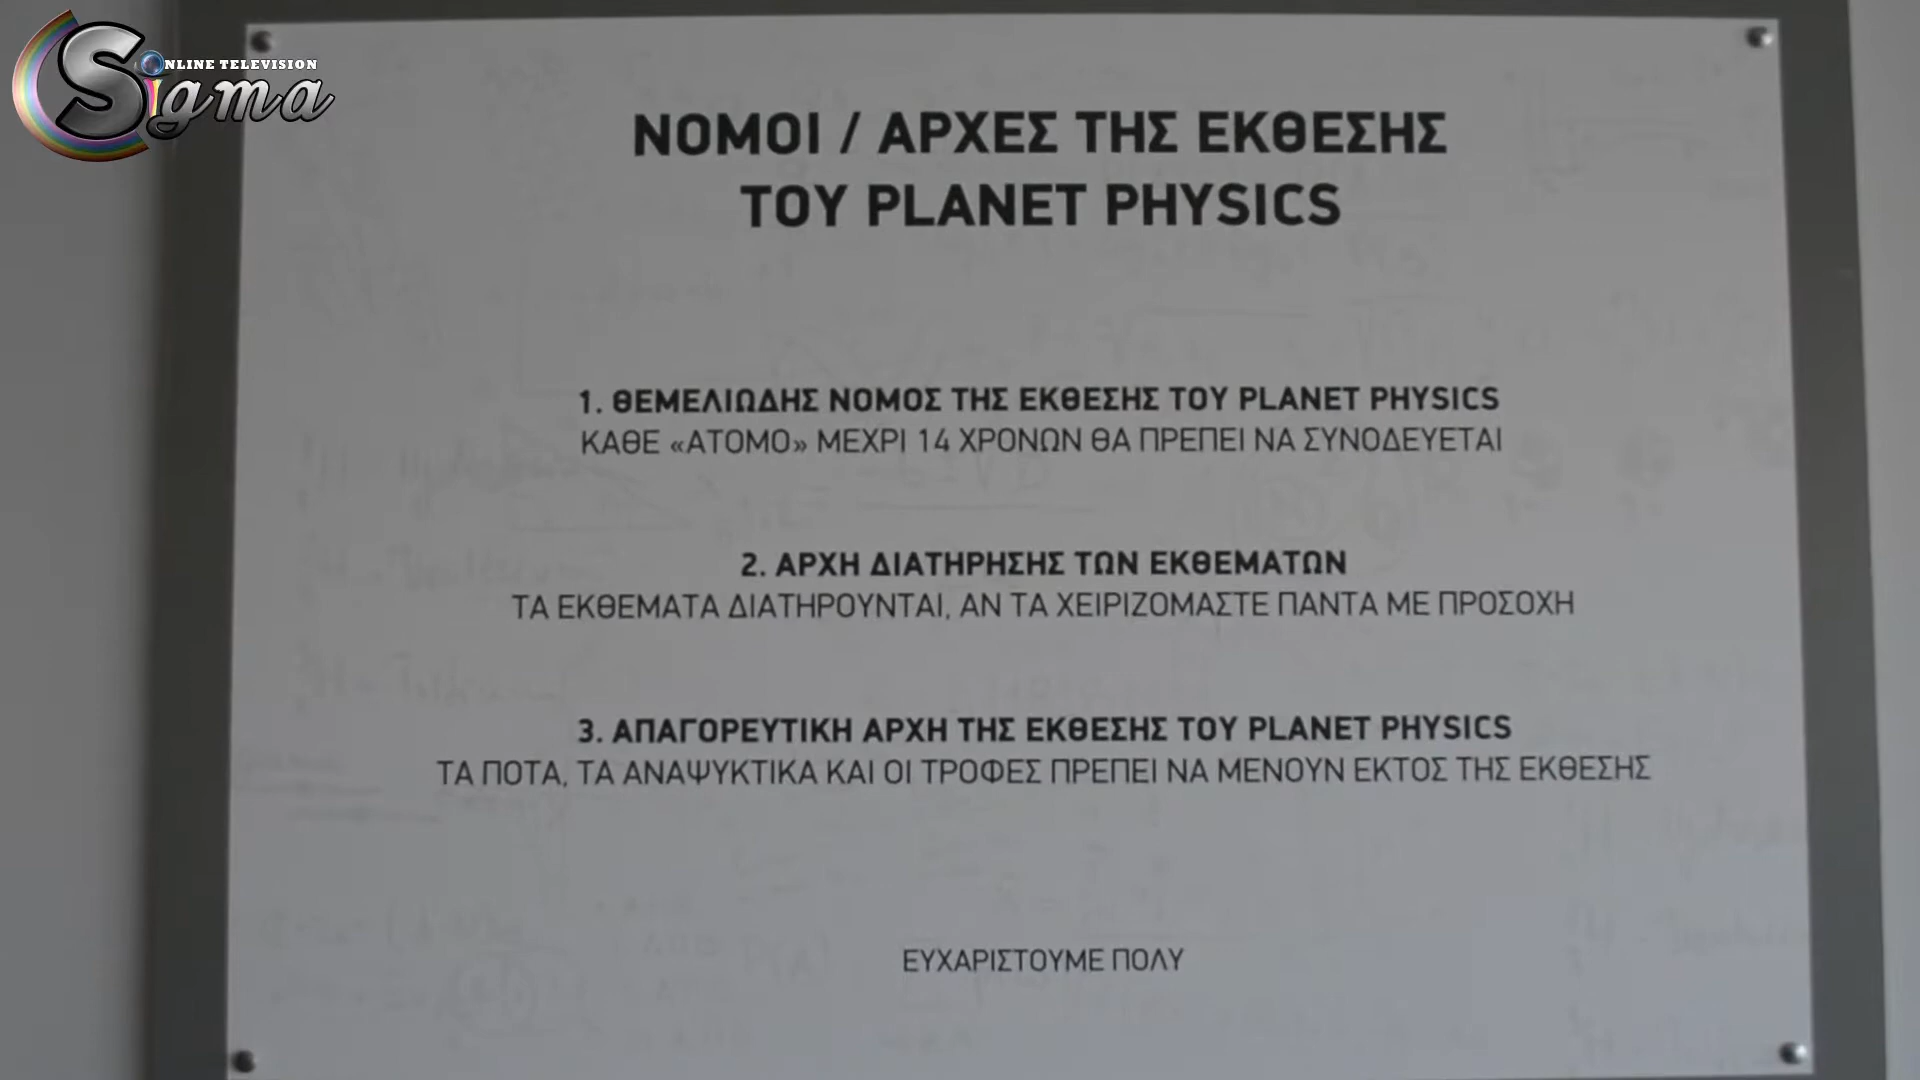 ONLINE TELEVISION
Sigma
ΝΟΜΟΙ / ΑΡΧΕΣ ΤΗΣ ΕΚΘΕΣΗΣ
ΤΟΥ PLANET PHYSICS
1. ΘΕΜΕΛΙΩΔΗΣ ΝΟΜΟΣ ΤΗΣ ΕΚΘΕΣΗΣ ΤΟΥ PLANET PHYSICS
ΚΑΘΕ «ΑΤΟΜΟ» ΜΕΧΡΙ 14 ΧΡΟΝΩΝ ΘΑ ΠΡΕΠΕΙ ΝΑ ΣΥΝΟΔΕΥΕΤΑΙ
2. ΑΡΧΗ ΔΙΑΤΗΡΗΣΗΣ ΤΩΝ ΕΚΘΕΜΑΤΩΝ
ΤΑ ΕΚΘΕΜΑΤΑ ΔΙΑΤΗΡΟΥΝΤΑΙ, ΑΝ ΤΑ ΧΕΙΡΙΖΟΜΑΣΤΕ ΠΑΝΤΑ ΜΕ ΠΡΟΣΟΧΗ
3. ΑΠΑΓΟΡΕΥΤΙΚΗ ΑΡΧΗ ΤΗΣ ΕΚΘΕΣΗΣ ΤΟΥ PLANET PHYSICS
ΤΑ ΠΟΤΑ, ΤΑ ΑΝΑΨΥΚΤΙΚΑ ΚΑΙ ΟΙ ΤΡΟΦΕΣ ΠΡΕΠΕΙ ΝΑ ΜΕΝΟΥΝ ΕΚΤΟΣ ΤΗΣ ΕΚΘΕΣΗΣ
ΕΥΧΑΡΙΣΤΟΥΜΕ ΠΟΛΥ